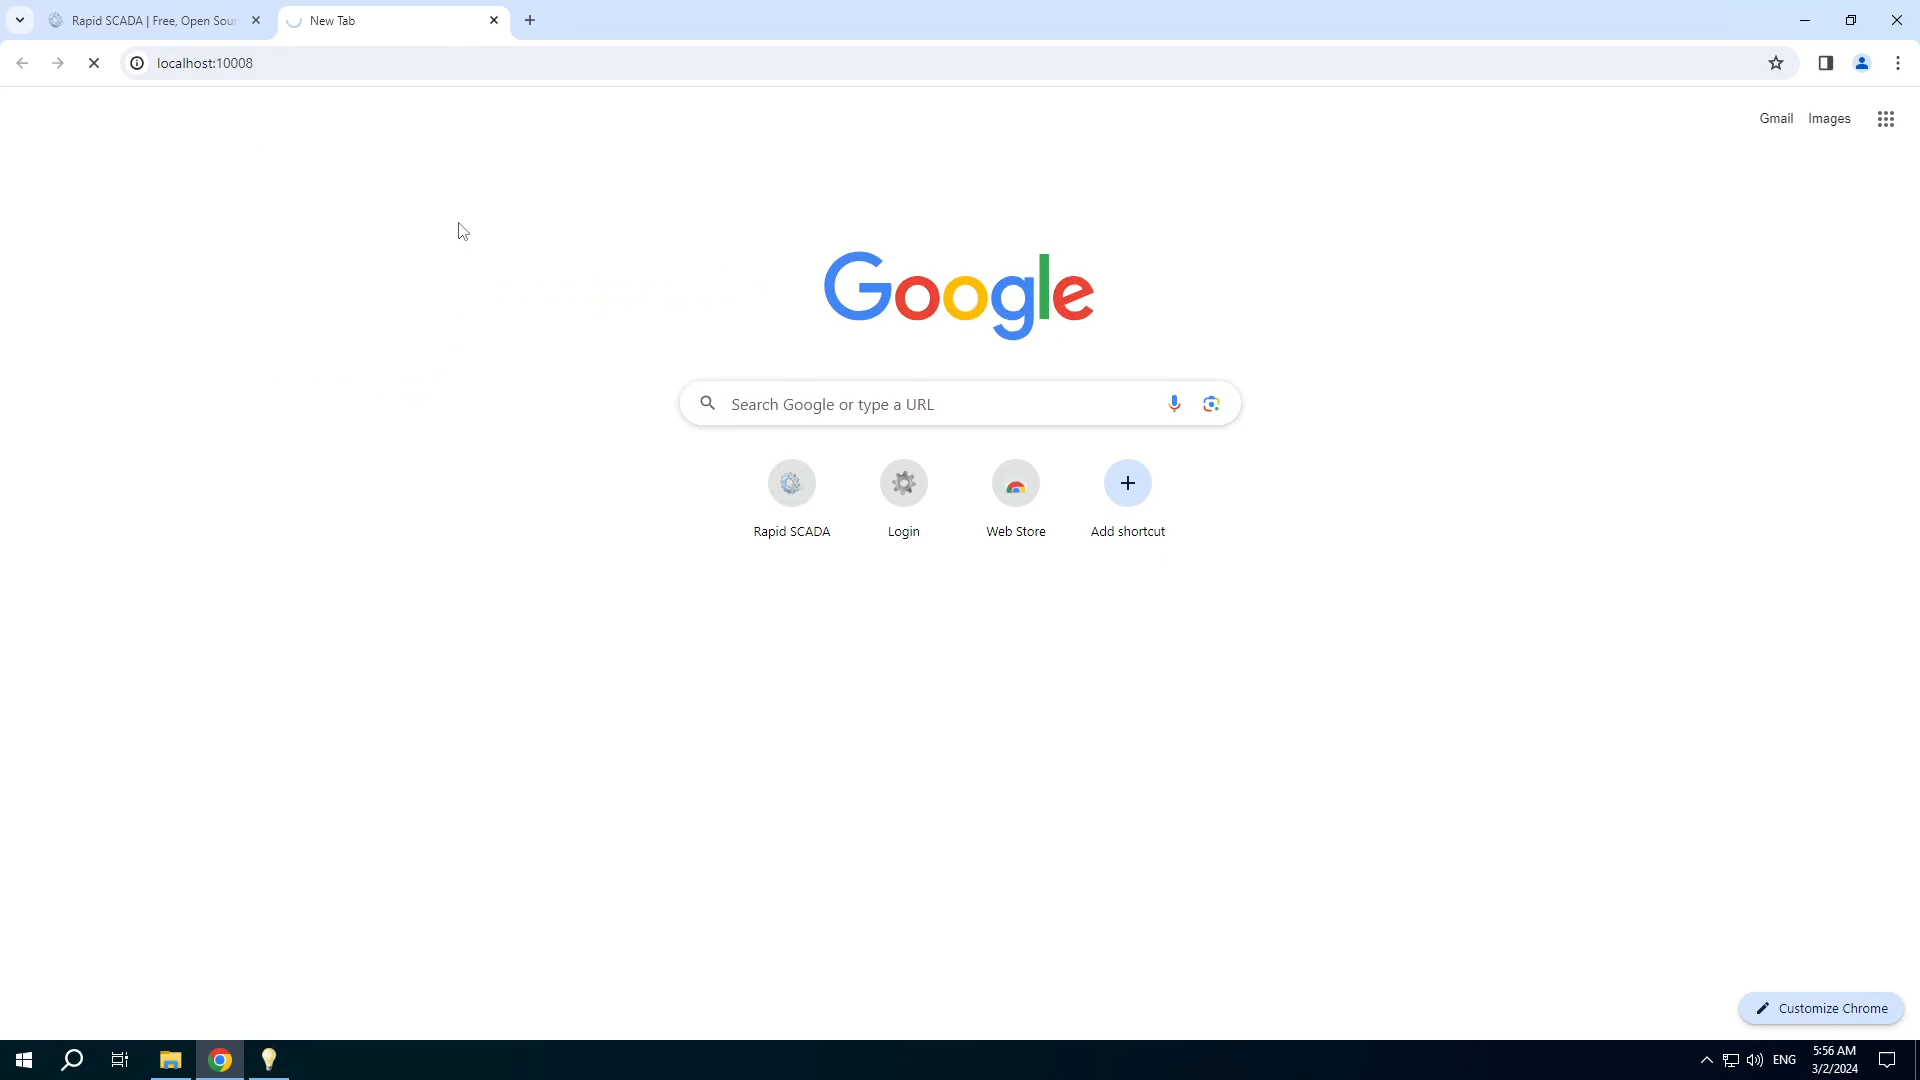 Rapid SCADA | Free, Open Sour
New Tab
localhost:10008
Gmail
Images
Google
Search Google or type a URL
Rapid SCADA
Login
Web Store
Add shortcut
Customize Chrome
ENG
5:56 AM
3/2/2024